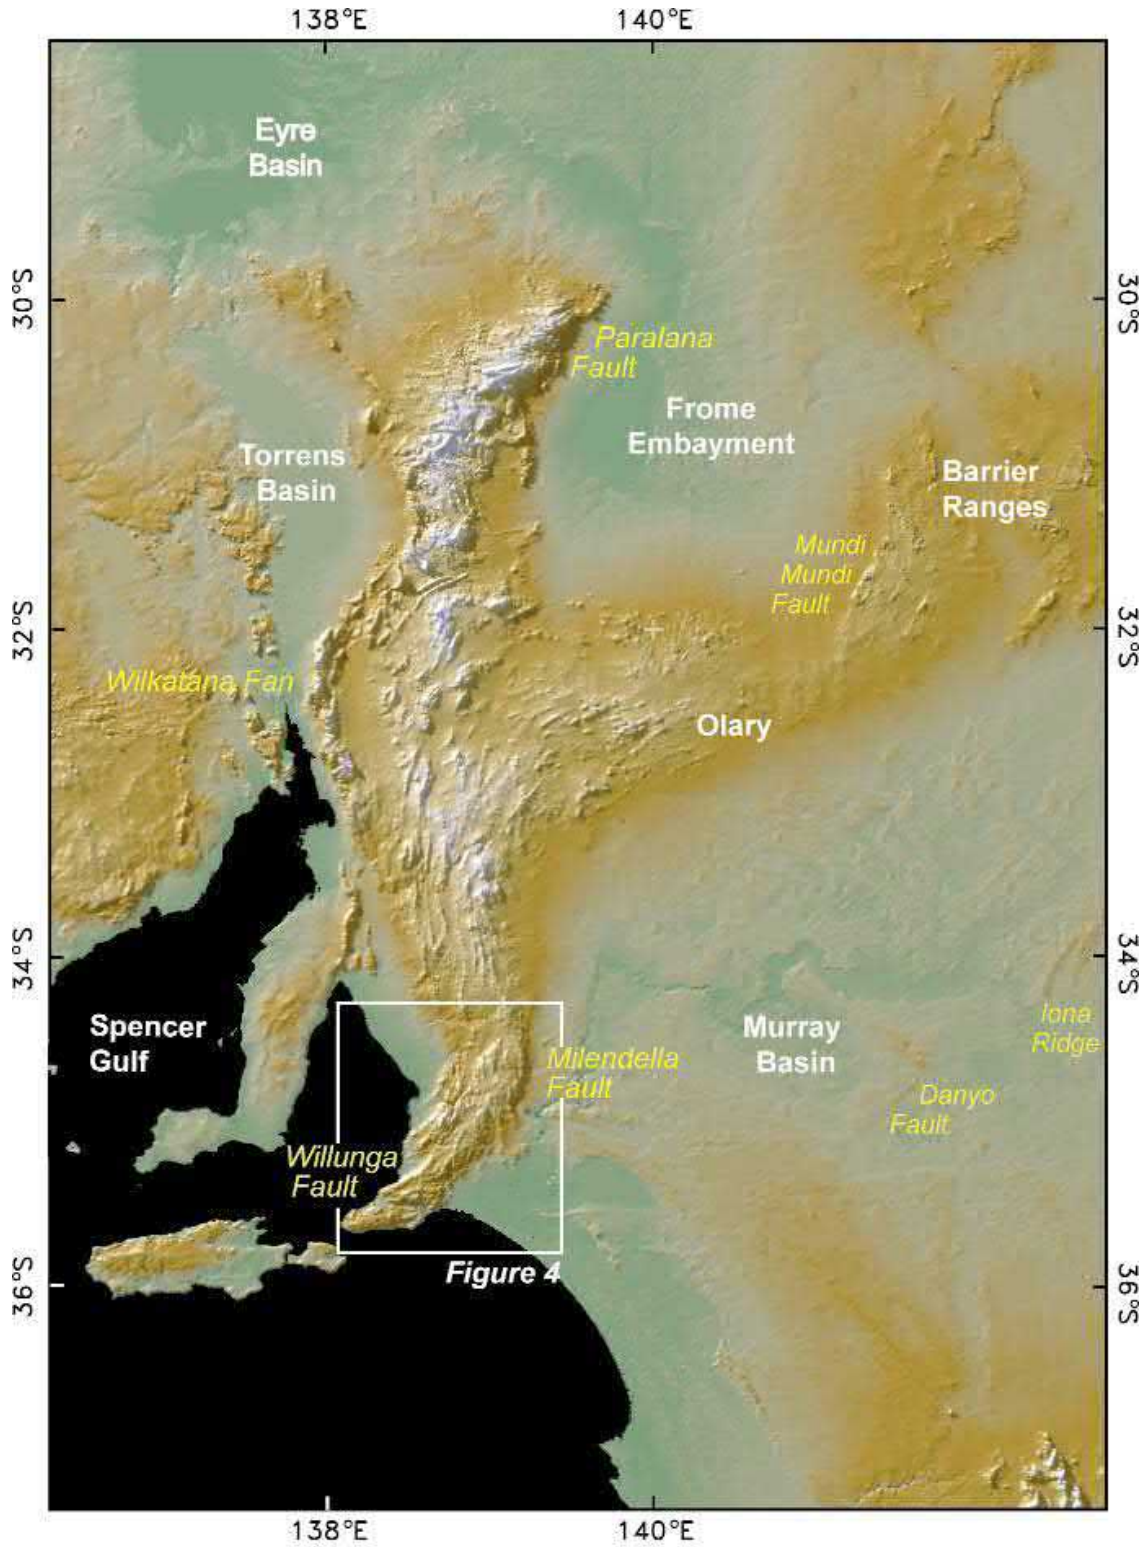 138°E
140°E
Eyre
Basin
30°S
30°S
Paralana
Fault
Frome
Embayment
Torrens
Basin
Barrier
Ranges
Mundi
Mundi
Fault
32°S
32°S
Wilkatana Fan
Olary
34°S
34°S
Spencer
Gulf
Murray
Basin
Iona
Ridge
Milendella
Fault
Danyo
Fault
Willunga
Fault
Figure 4
36°S
36°S
138°E
140°E